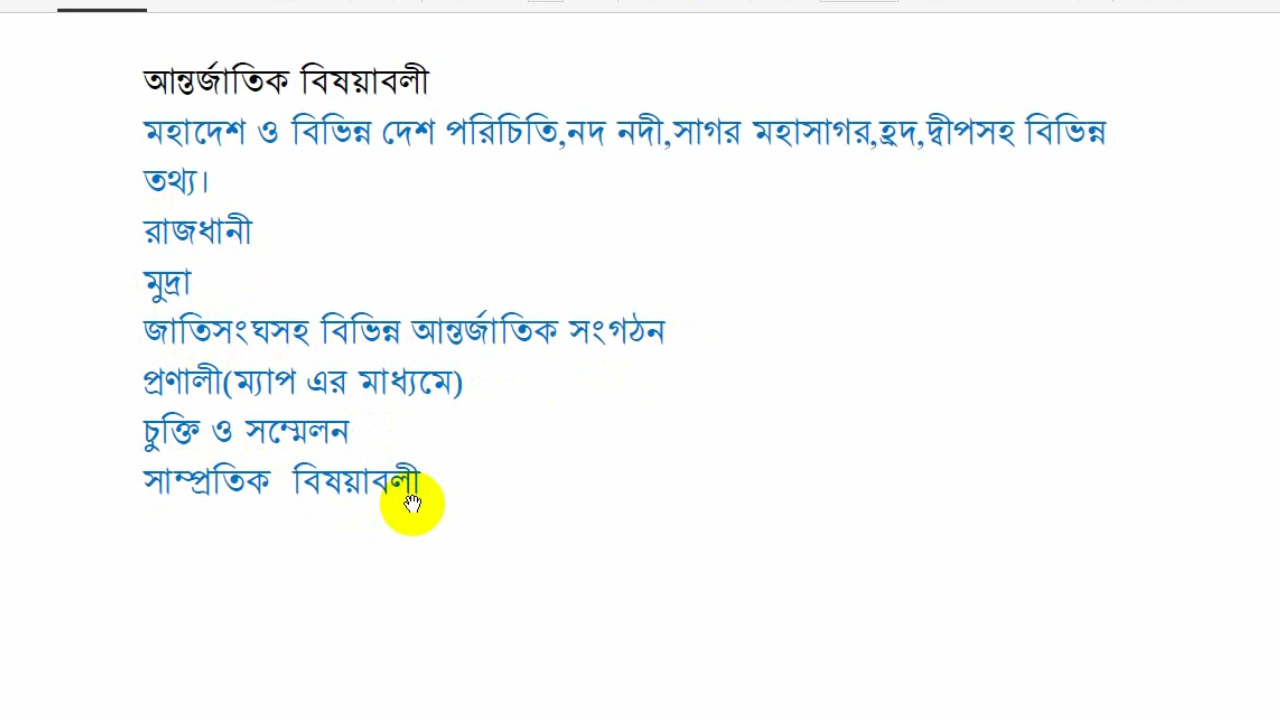 আন্তর্জাতিক বিষয়াবলী
মহাদেশ ও বিভিন্ন দেশ পরিচিতি,নদ নদী,সাগর মহাসাগর,হ্রদ,দ্বীপসহ বিভিন্ন
তথ্য।
রাজধানী
মুদ্রা
জাতিসংঘসহ বিভিন্ন আন্তর্জাতিক সংগঠন
প্রণালী(ম্যাপ এর মাধ্যমে)
চুক্তি ও সম্মেলন
সাম্প্রতিক বিষয়াবলী